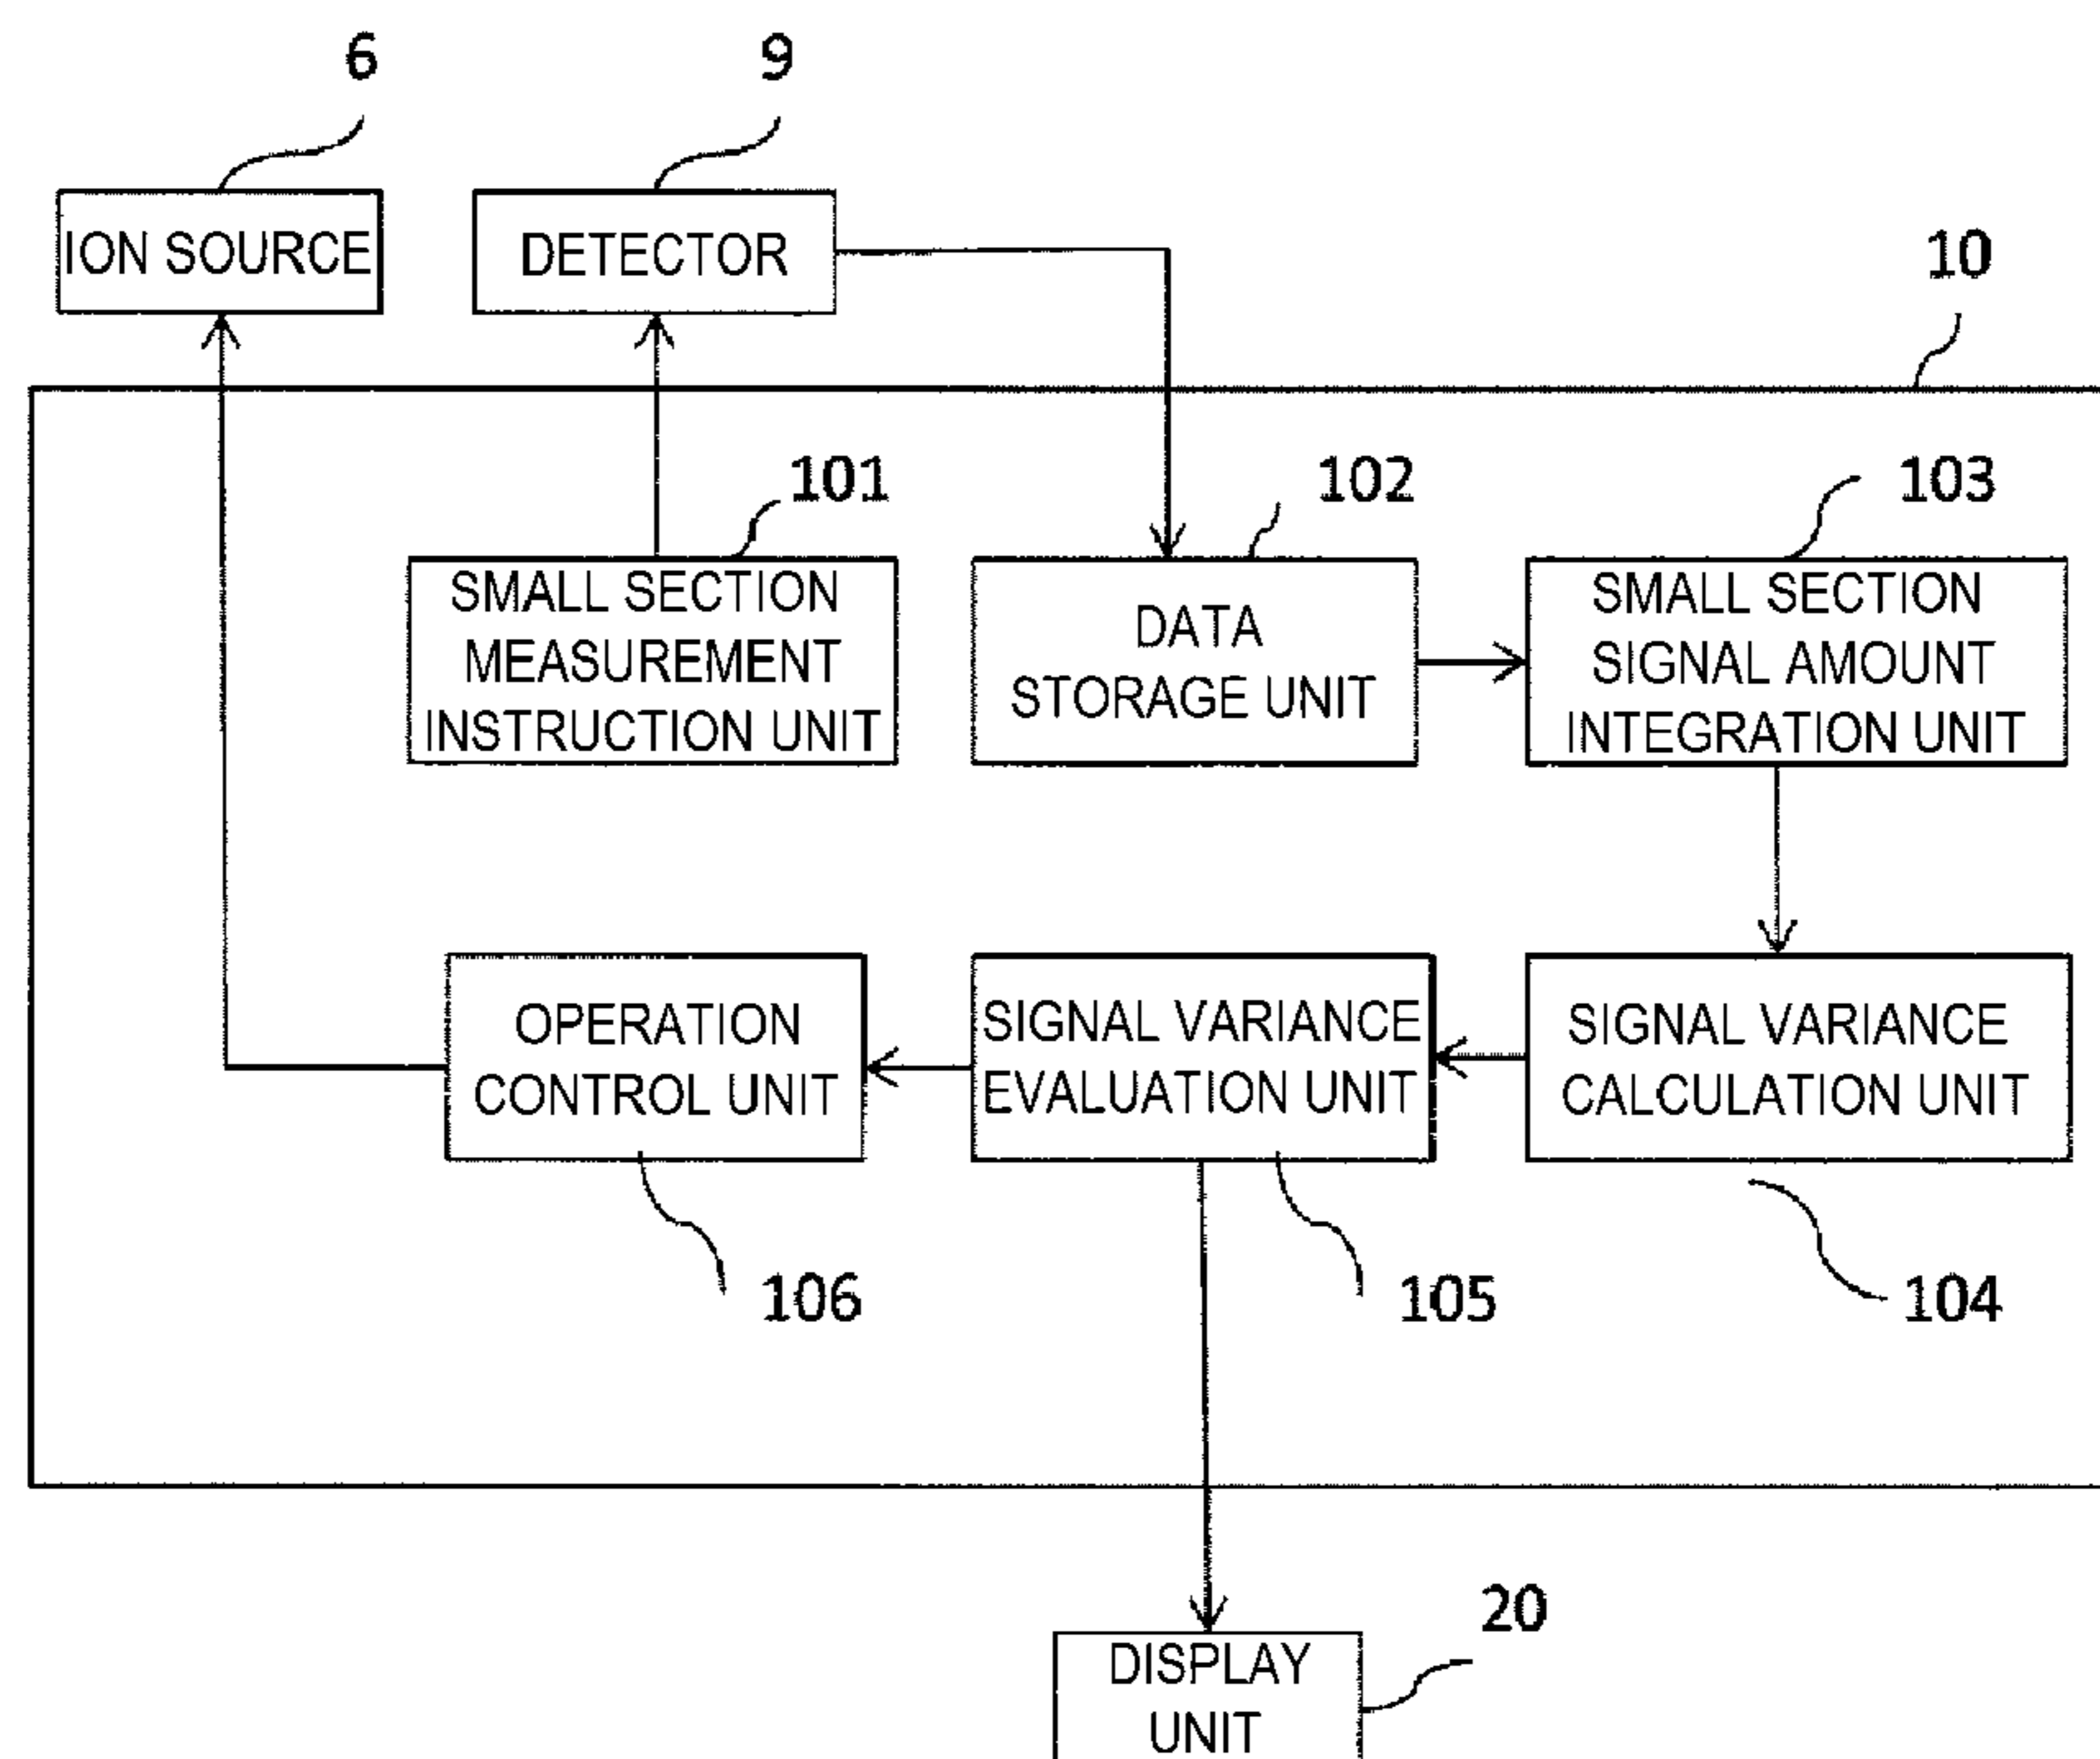 6
9
ION SOURCE
DETECTOR
10
101
102
103
SMALL SECTION
MEASUREMENT
INSTRUCTION UNIT
DATA
STORAGE UNIT
SMALL SECTION
SIGNAL AMOUNT
INTEGRATION UNIT
OPERATION
CONTROL UNIT
SIGNAL VARIANCE
EVALUATION UNIT
SIGNAL VARIANCE
CALCULATION UNIT
106
105
104
20
DISPLAY
UNIT